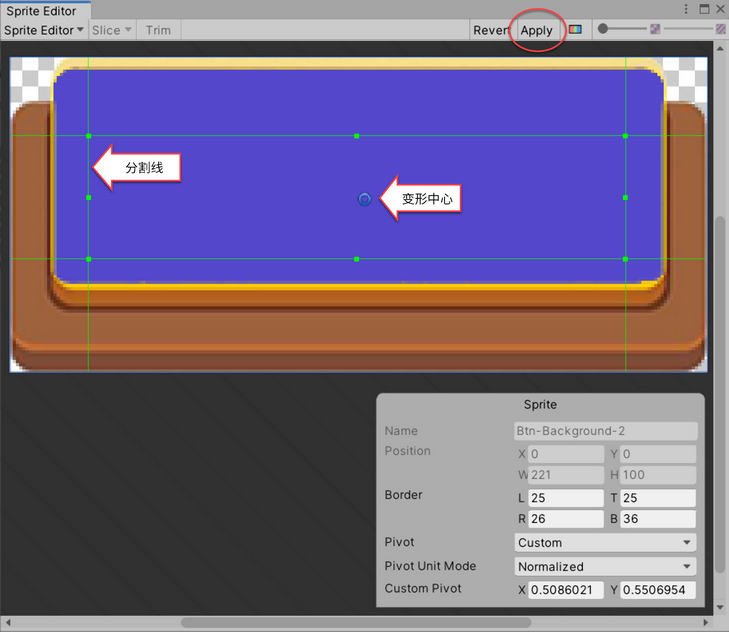 Sprite Editor
Sprite Editor Slice Trim Revert Apply
分割线
变形中心
Sprite
Name Btn-Background-2
Position X 0 Y 0
W 221 H 100
Border L 25 T 25
R 26 B 36
Pivot Custom
Pivot Unit Mode Normalized
Custom Pivot X 0.5086021 Y 0.5506954